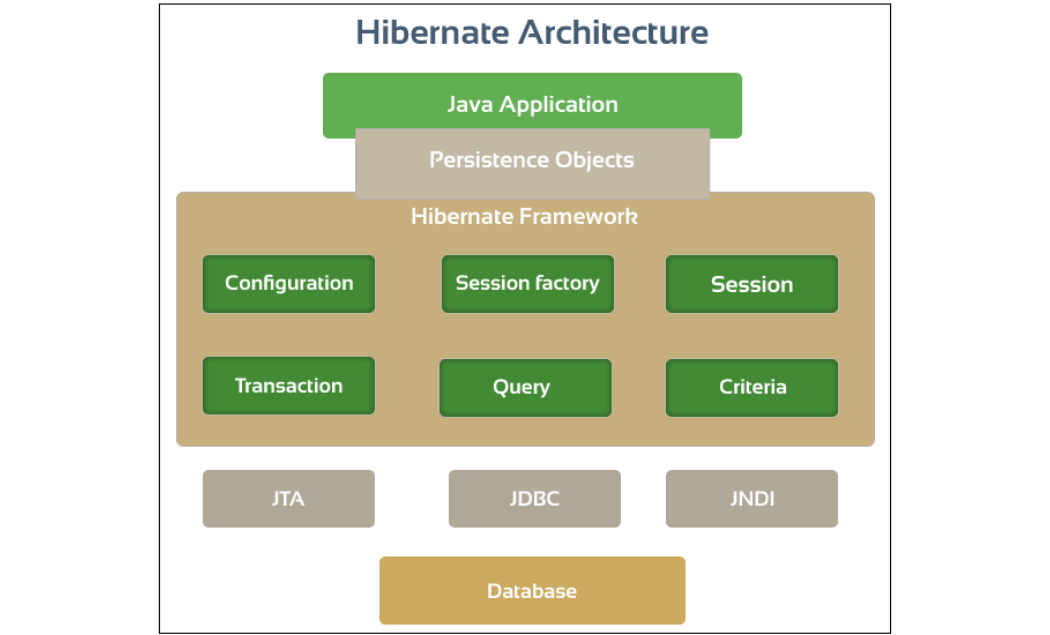 Hibernate Architecture
Java Application
Persistence Objects
Hibernate Framework
Configuration
Session factory
Session
Transaction
Query
Criteria
JTA
JDBC
JNDI
Database